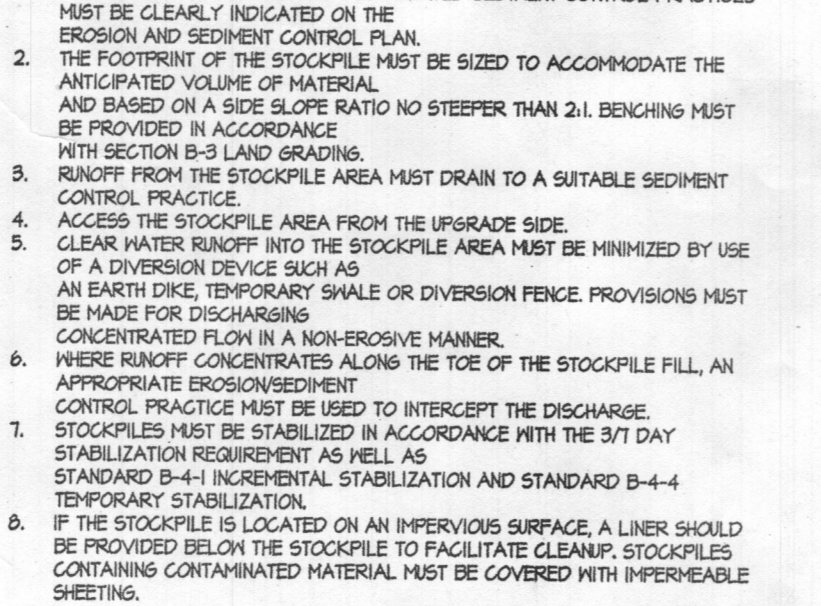 MUST BE CLEARLY INDICATED ON THE
EROSION AND SEDIMENT CONTROL PLAN.
2. THE FOOTPRINT OF THE STOCKPILE MUST BE SIZED TO ACCOMMODATE THE
ANTICIPATED VOLUME OF MATERIAL
AND BASED ON A SIDE SLOPE RATIO NO STEEPER THAN 2:1. BENCHING MUST
BE PROVIDED IN ACCORDANCE
WITH SECTION B-3 LAND GRADING.
3. RUNOFF FROM THE STOCKPILE AREA MUST DRAIN TO A SUITABLE SEDIMENT
CONTROL PRACTICE.
4. ACCESS THE STOCKPILE AREA FROM THE UPGRADE SIDE.
5. CLEAR WATER RUNOFF INTO THE STOCKPILE AREA MUST BE MINIMIZED BY USE
OF A DIVERSION DEVICE SUCH AS
AN EARTH DIKE, TEMPORARY SWALE OR DIVERSION FENCE. PROVISIONS MUST
BE MADE FOR DISCHARGING
CONCENTRATED FLOW IN A NON-EROSIVE MANNER.
6. WHERE RUNOFF CONCENTRATES ALONG THE TOE OF THE STOCKPILE FILL, AN
APPROPRIATE EROSION/SEDIMENT
CONTROL PRACTICE MUST BE USED TO INTERCEPT THE DISCHARGE.
7. STOCKPILES MUST BE STABILIZED IN ACCORDANCE WITH THE 3/7 DAY
STABILIZATION REQUIREMENT AS WELL AS
STANDARD B-4-1 INCREMENTAL STABILIZATION AND STANDARD B-4-4
TEMPORARY STABILIZATION.
8. IF THE STOCKPILE IS LOCATED ON AN IMPERVIOUS SURFACE, A LINER SHOULD
BE PROVIDED BELOW THE STOCKPILE TO FACILITATE CLEANUP. STOCKPILES
CONTAINING CONTAMINATED MATERIAL MUST BE COVERED WITH IMPERMEABLE
SHEETING.